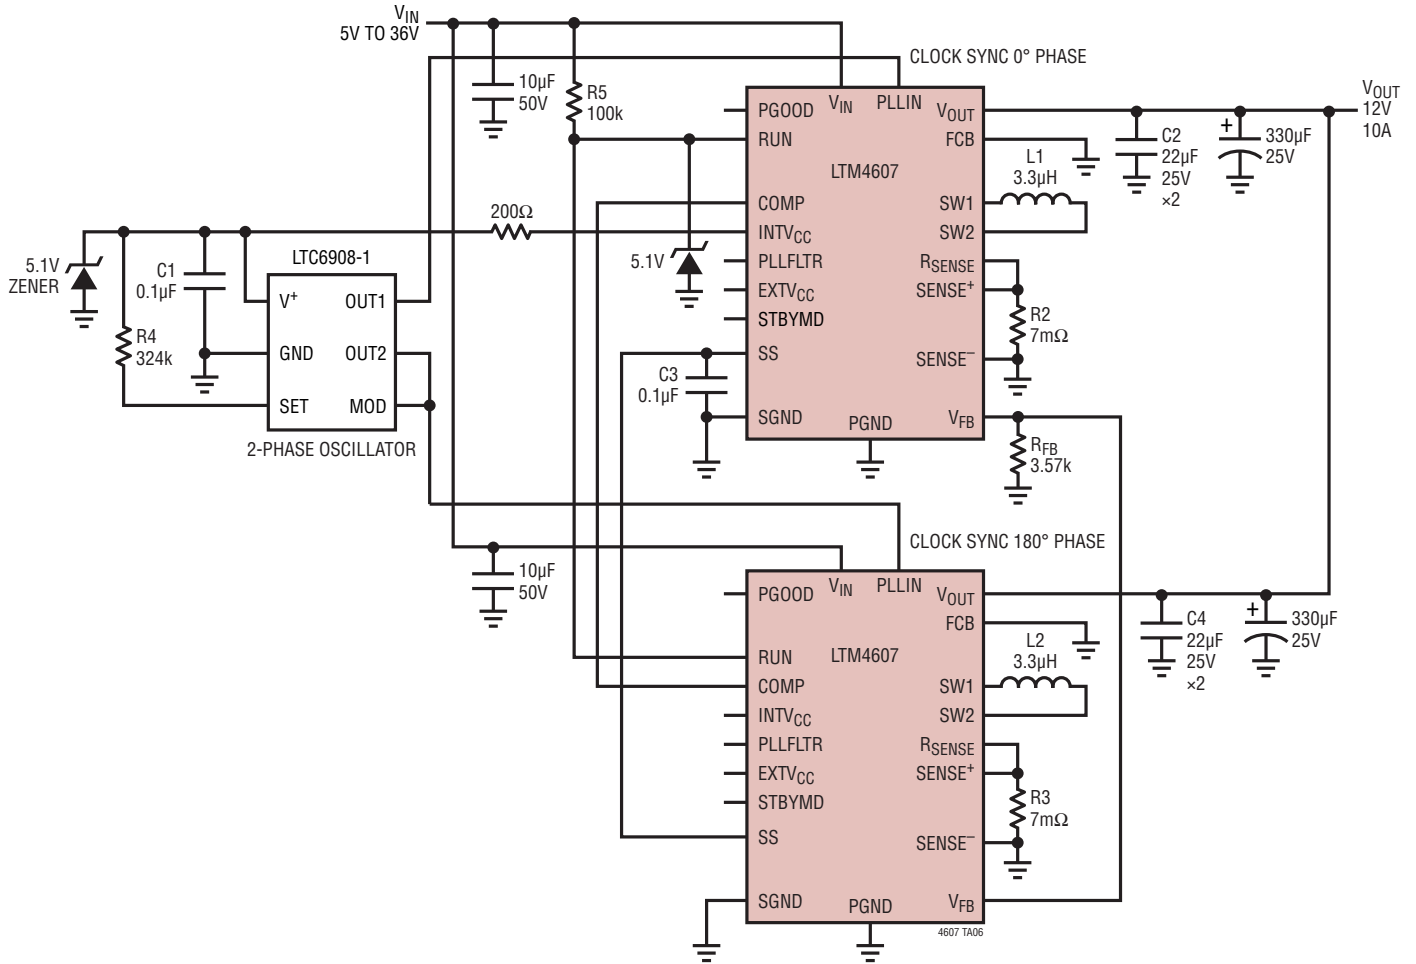 VIN
5V TO 36V
10µF
50V
R5
100k
CLOCK SYNC 0° PHASE
VOUT
12V
10A
PGOOD
VIN
PLLIN
VOUT
RUN
FCB
LTM4607
COMP
SW1
INTVCC
SW2
PLLFLTR
RSENSE
EXTVCC
SENSE+
STBYMD
SS
SENSE–
SGND
PGND
VFB
L1
3.3µH
C2
22µF
25V
×2
+
330µF
25V
R2
7mΩ
RFB
3.57k
200Ω
5.1V
C3
0.1µF
5.1V
ZENER
C1
0.1µF
R4
324k
LTC6908-1
V+
OUT1
GND
OUT2
SET
MOD
2-PHASE OSCILLATOR
10µF
50V
CLOCK SYNC 180° PHASE
PGOOD
VIN
PLLIN
VOUT
FCB
RUN
LTM4607
COMP
SW1
INTVCC
SW2
PLLFLTR
RSENSE
EXTVCC
SENSE+
STBYMD
SS
SENSE–
SGND
PGND
VFB
L2
3.3µH
C4
22µF
25V
×2
+
330µF
25V
R3
7mΩ
4607 TA06